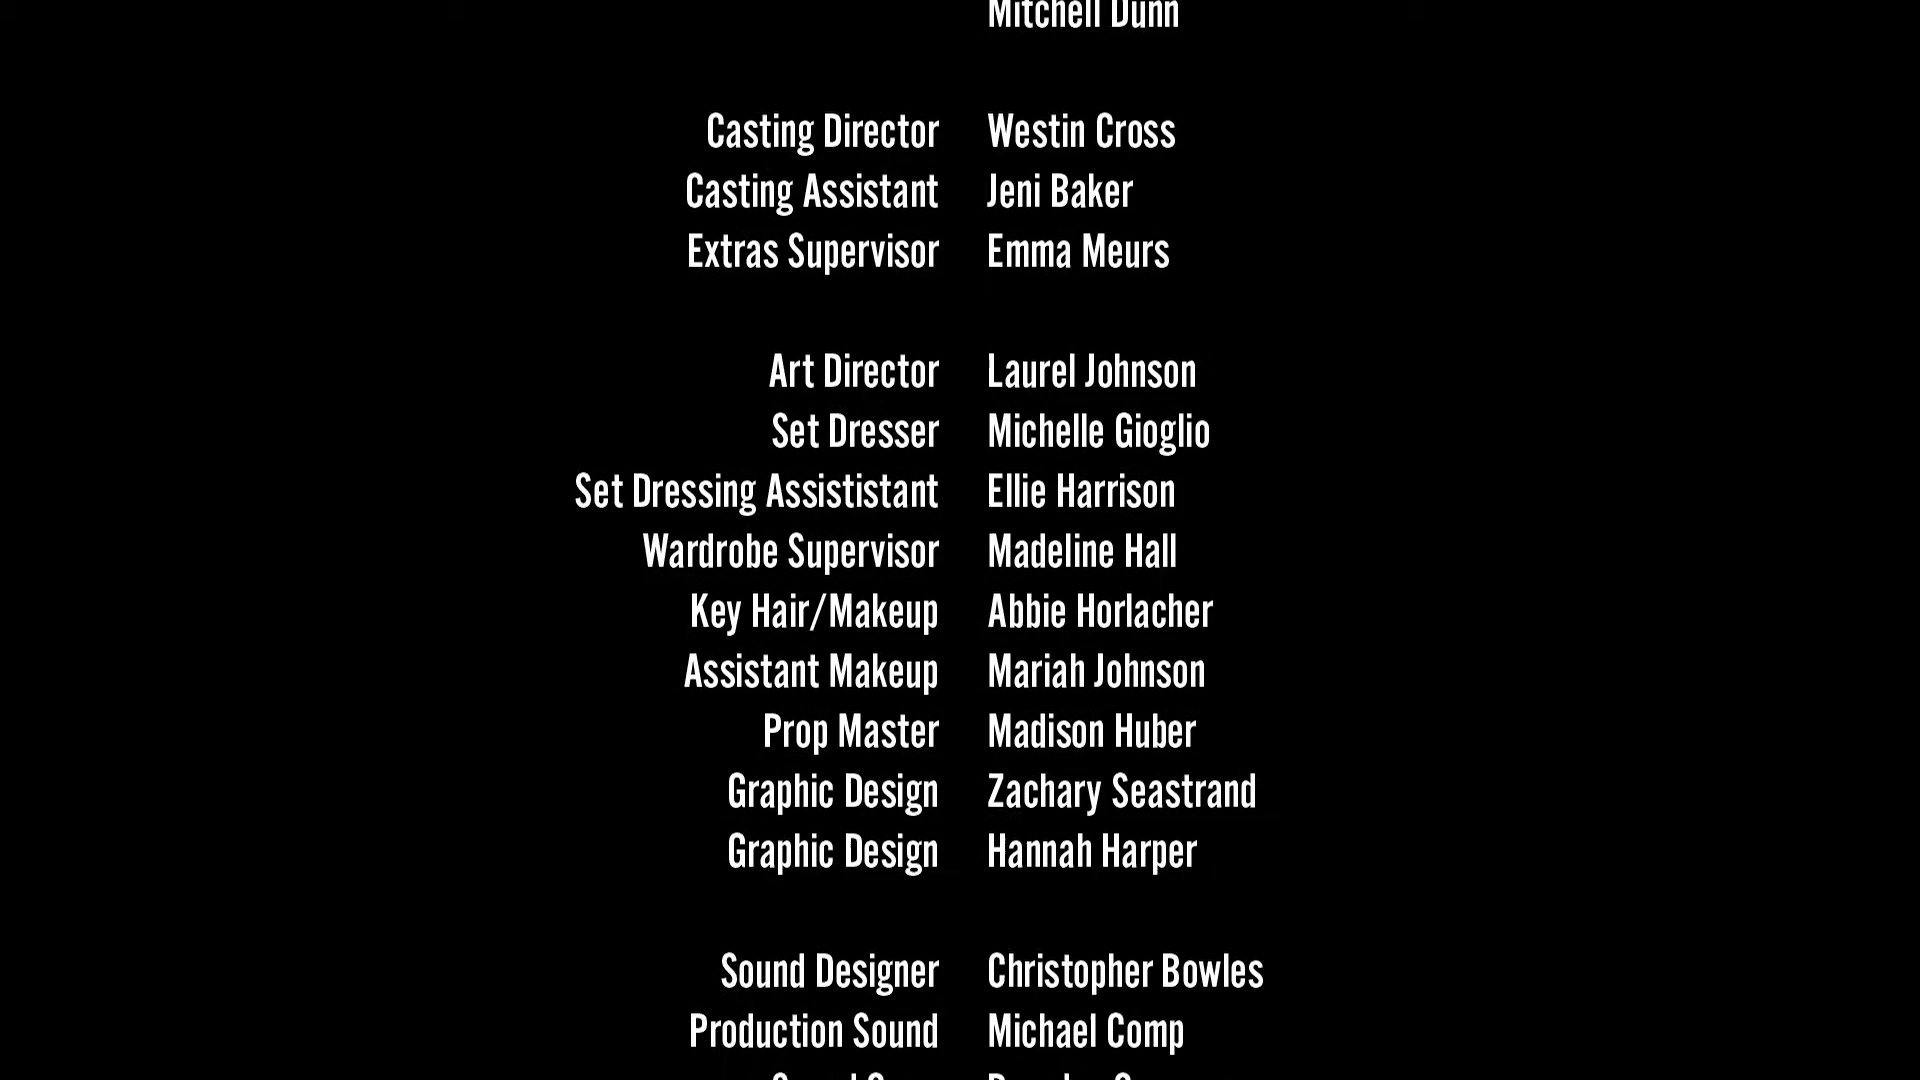 Mitchell Dunn
Casting Director Westin Cross
Casting Assistant Jeni Baker
Extras Supervisor Emma Meurs
Art Director Laurel Johnson
Set Dresser Michelle Gioglio
Set Dressing Assististant Ellie Harrison
Wardrobe Supervisor Madeline Hall
Key Hair/Makeup Abbie Horlacher
Assistant Makeup Mariah Johnson
Prop Master Madison Huber
Graphic Design Zachary Seastrand
Graphic Design Hannah Harper
Sound Designer Christopher Bowles
Production Sound Michael Comp